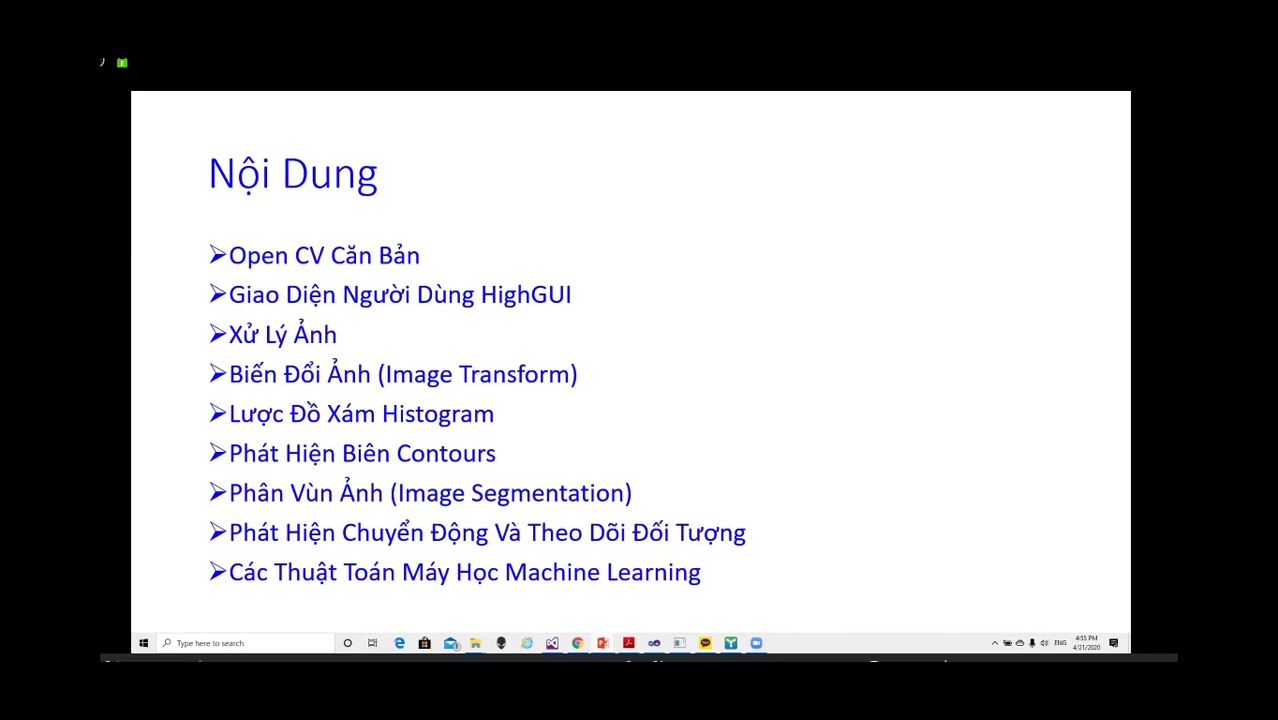 Nội Dung
Open CV Căn Bản
Giao Diện Người Dùng HighGUI
Xử Lý Ảnh
Biến Đổi Ảnh (Image Transform)
Lược Đồ Xám Histogram
Phát Hiện Biên Contours
Phân Vùn Ảnh (Image Segmentation)
Phát Hiện Chuyển Động Và Theo Dõi Đối Tượng
Các Thuật Toán Máy Học Machine Learning
Type here to search
ENG
4:55 PM
4/21/2020